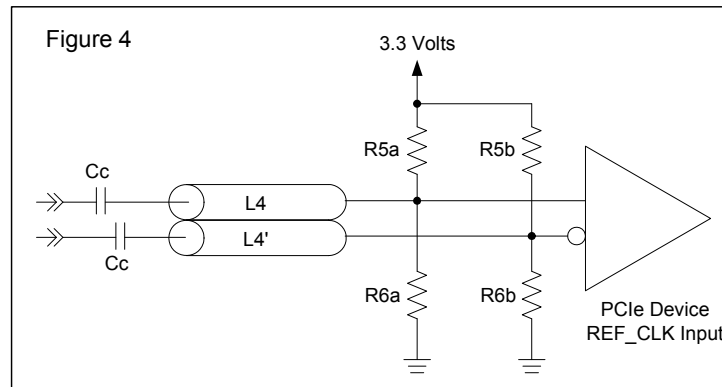 Figure 4
3.3 Volts
R5a
R5b
Cc
L4
L4'
Cc
R6a
R6b
PCIe Device
REF_CLK Input